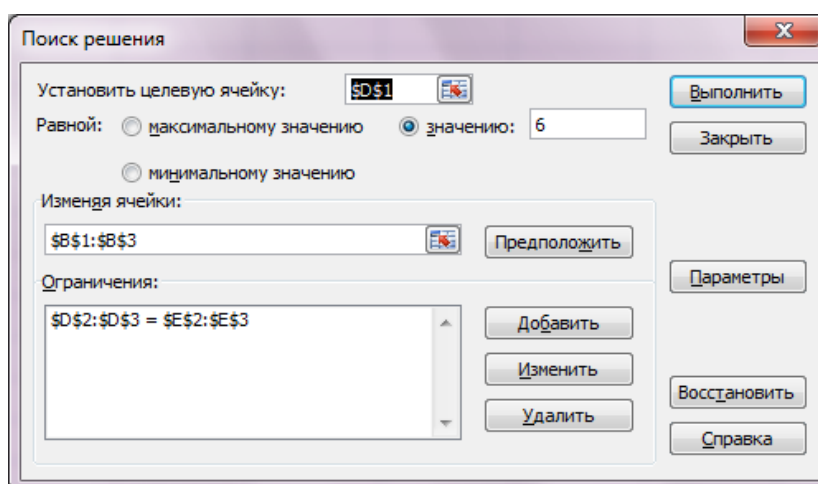 Поиск решения
Установить целевую ячейку: $D$1 Выполнить
Равной: максимальному значению значению: 6 Закрыть
минимальному значению
Изменяя ячейки:
$B$1:$B$3 Предположить
Ограничения: Параметры
$D$2:$D$3 = $E$2:$E$3 Добавить
Изменить
Восстановить
Удалить
Справка